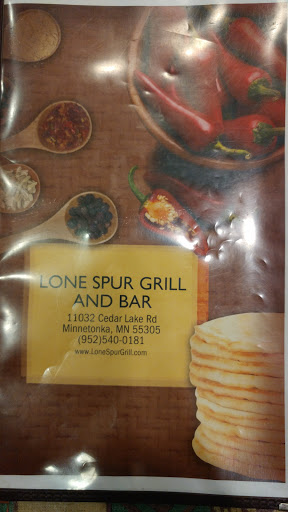 LONE SPUR GRILL
AND BAR
11032 Cedar Lake Rd
Minnetonka, MN 55305
(952)540-0181
www.LoneSpurGrill.com